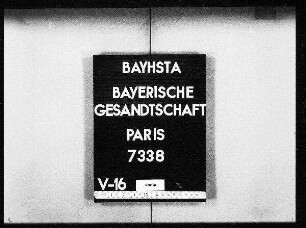 BAYHSTA
BAYERISCHE
GESANDTSCHAFT
PARIS
7338
V-16